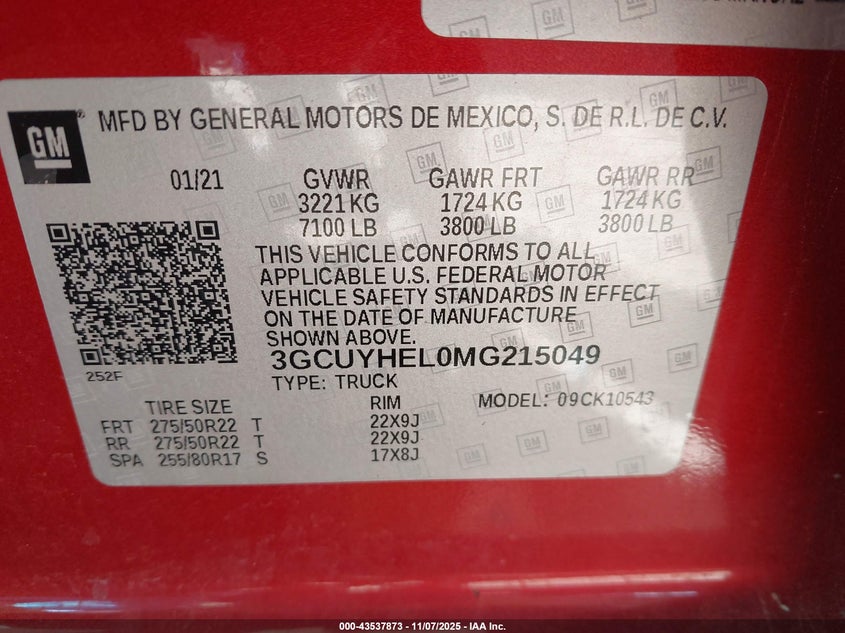 GM
MFD BY GENERAL MOTORS DE MEXICO, S. DE R.L. DE C.V.
01/21 GVWR GAWR FRT GAWR RR
3221 KG 1724 KG 1724 KG
7100 LB 3800 LB 3800 LB
THIS VEHICLE CONFORMS TO ALL
APPLICABLE U.S. FEDERAL MOTOR
VEHICLE SAFETY STANDARDS IN EFFECT
ON THE DATE OF MANUFACTURE
SHOWN ABOVE.
3GCUYHEL0MG215049
252F
TYPE: TRUCK
TIRE SIZE RIM MODEL: 09CK10543
FRT 275/50R22 T 22X9J
RR 275/50R22 T 22X9J
SPA 255/80R17 S 17X8J
000-43537873 - 11/07/2025 - IAA Inc.